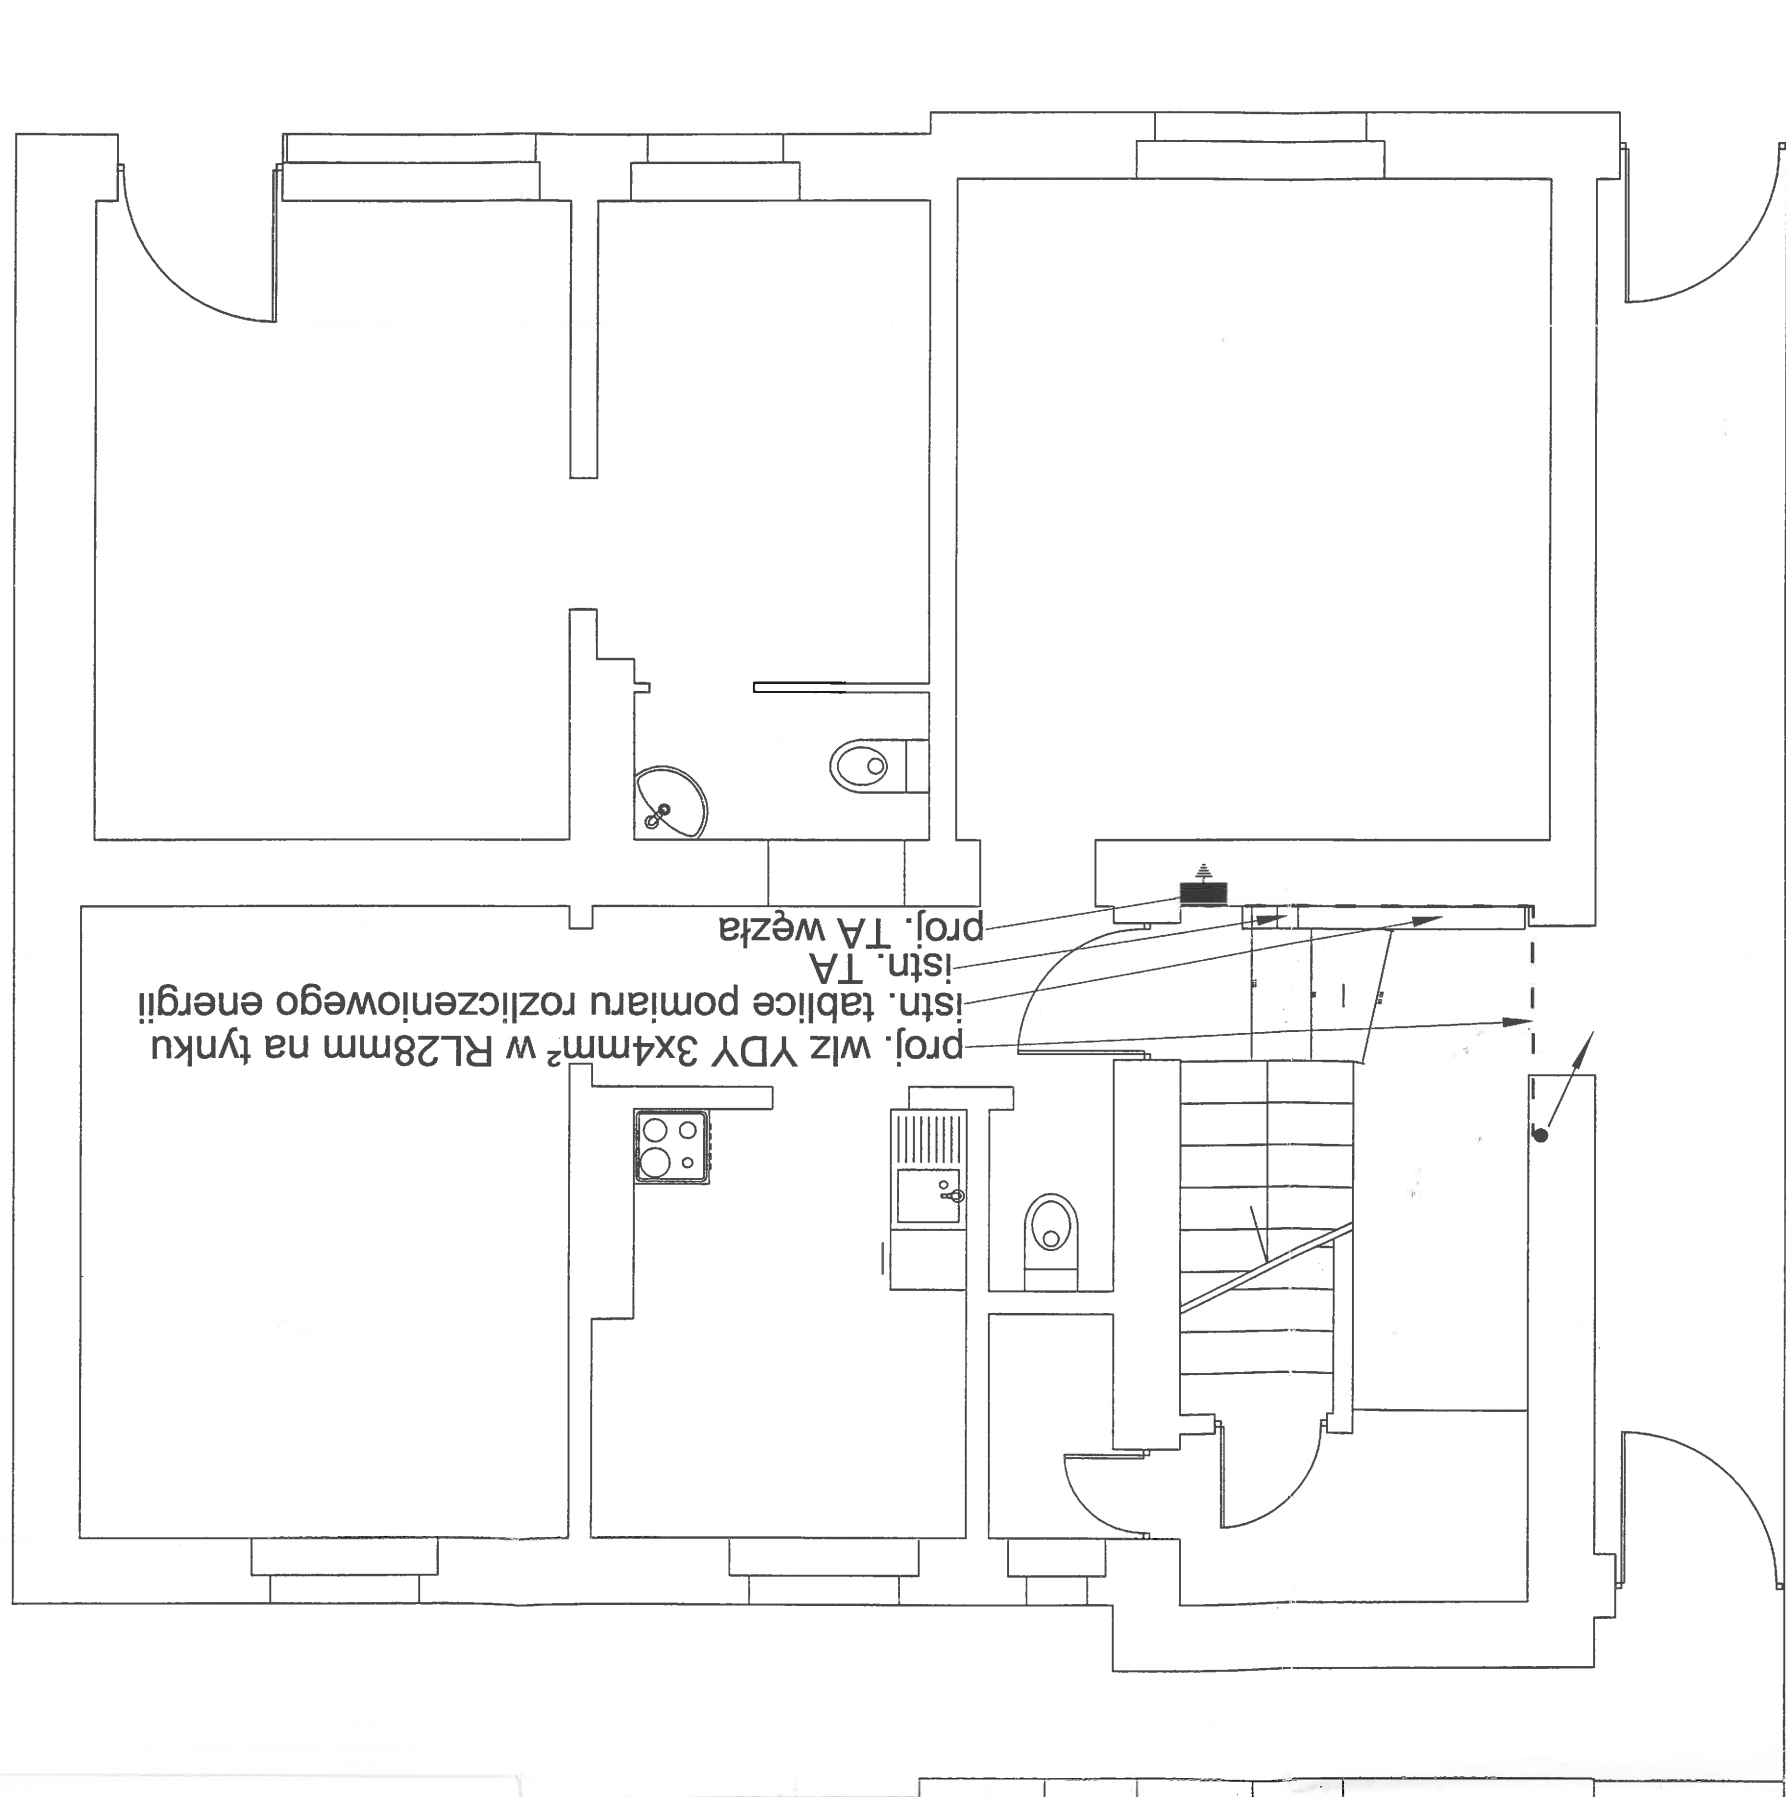 proj. wlz YDY 3x4mm² w RL28mm na tynku
istn. tablice pomiaru rozliczeniowego energii
istn. TA
proj. TA węzła